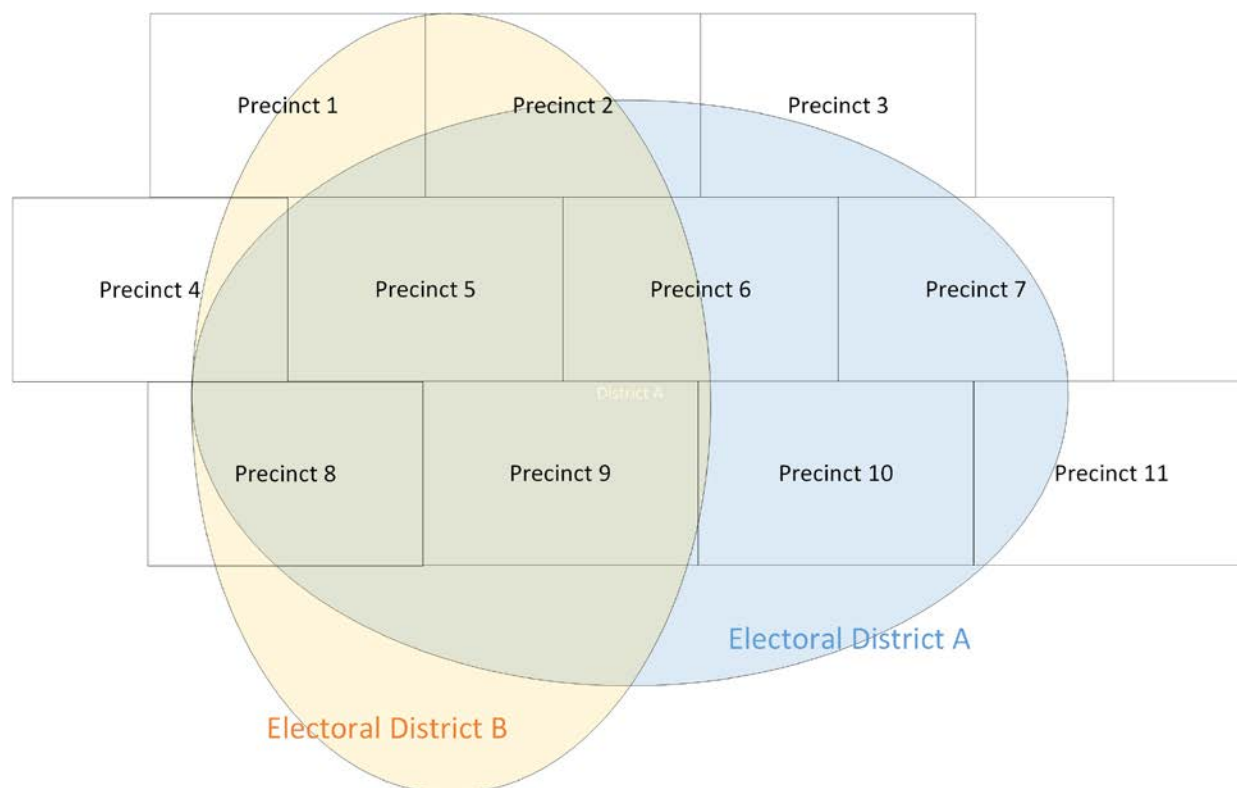 Precinct 1
Precinct 2
Precinct 3
Precinct 4
Precinct 5
Precinct 6
Precinct 7
District A
Precinct 8
Precinct 9
Precinct 10
Precinct 11
Electoral District A
Electoral District B